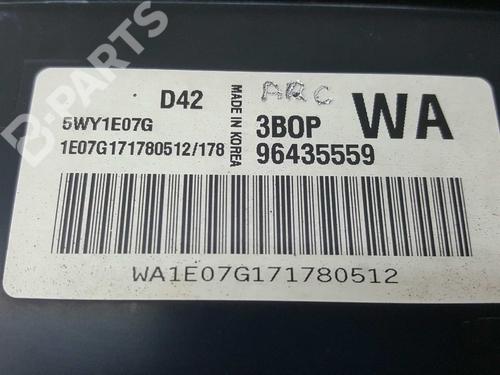 B-PARTS
D42
ARC
5WY1E07G
MADE IN KOREA
3BOP WA
1E07G171780512/178
96435559
WA1E07G171780512